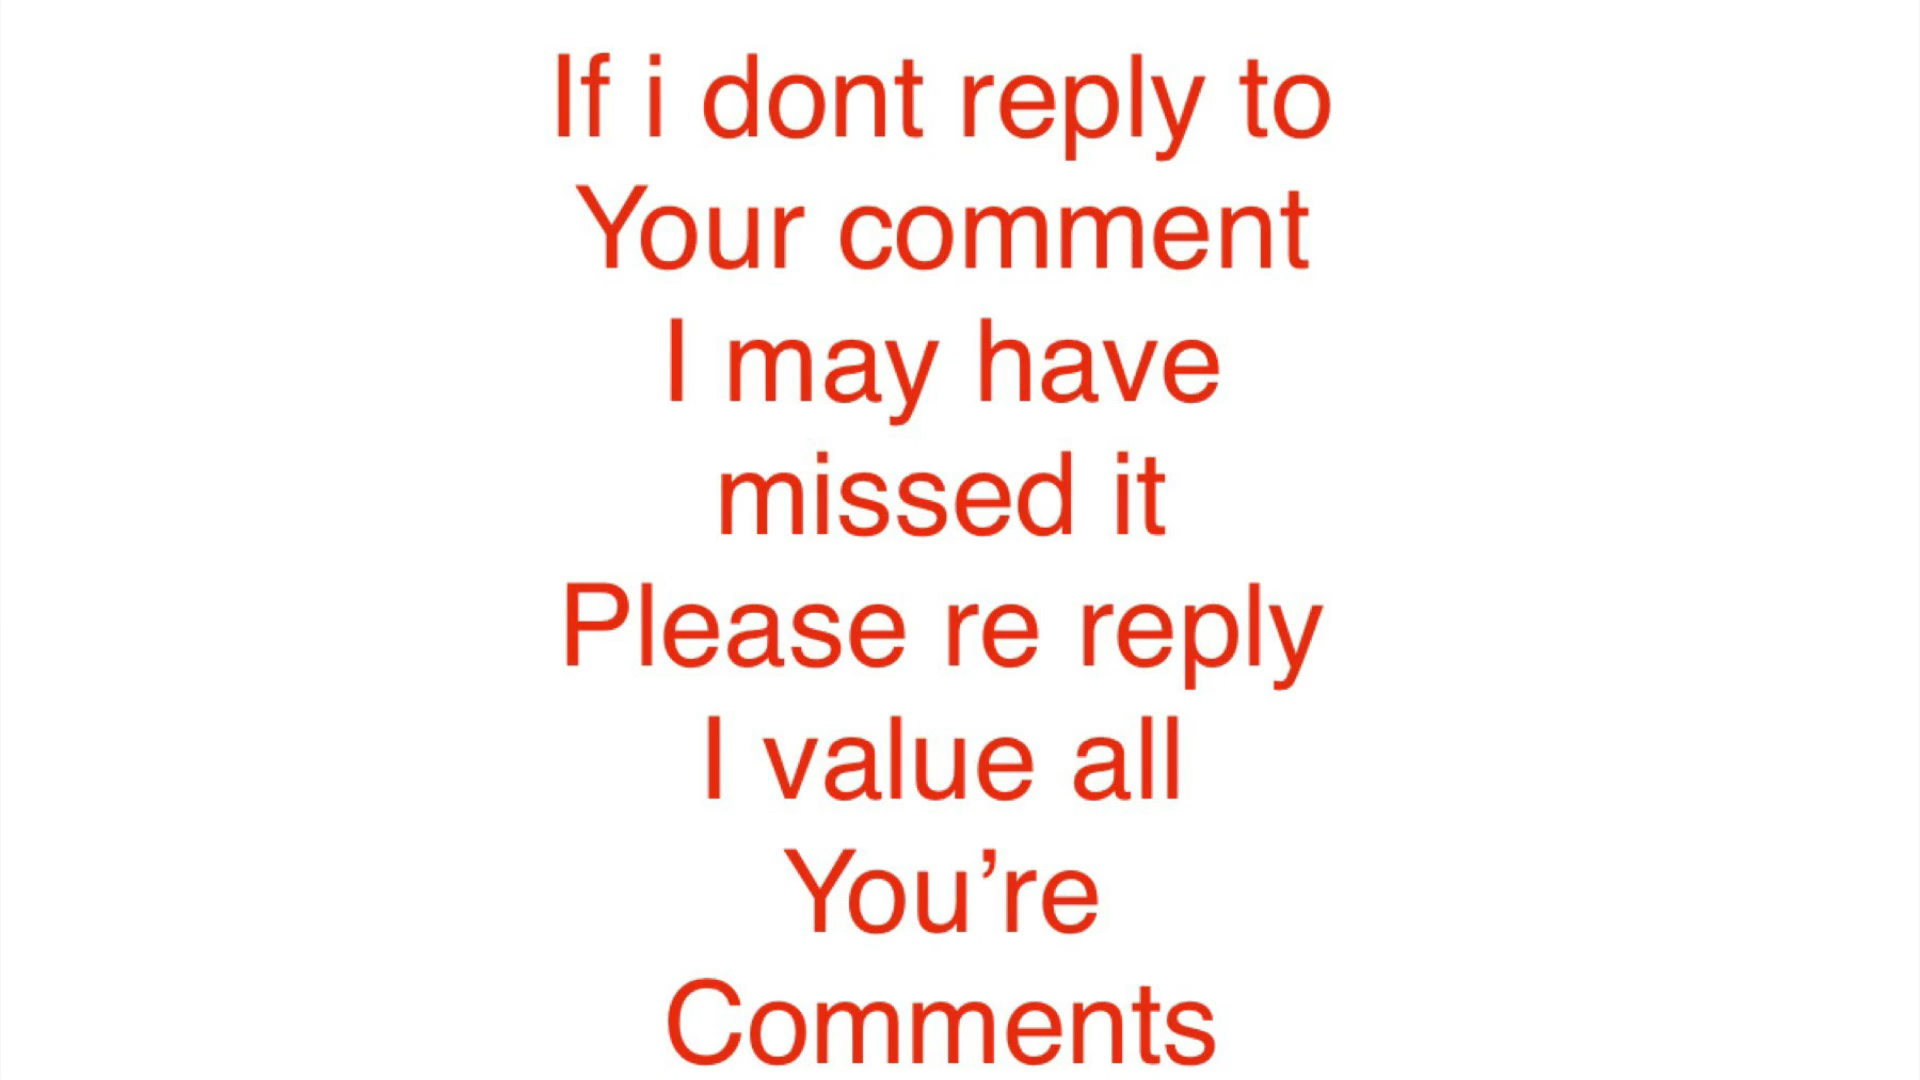 If i dont reply to
Your comment
I may have
missed it
Please re reply
I value all
You’re
Comments